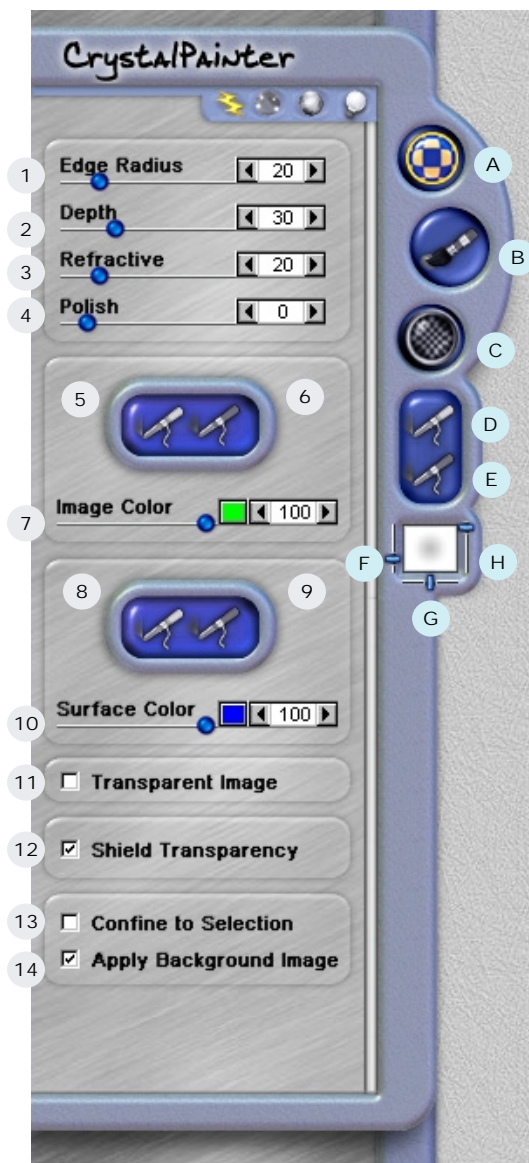 CrystalPainter
A
1 Edge Radius 20
B
2 Depth 30
3 Refractive 20
4 Polish 0
C
5 6
D
E
7 Image Color 100
F H
8 9
G
10 Surface Color 100
11 Transparent Image
12 Shield Transparency
13 Confine to Selection
14 Apply Background Image